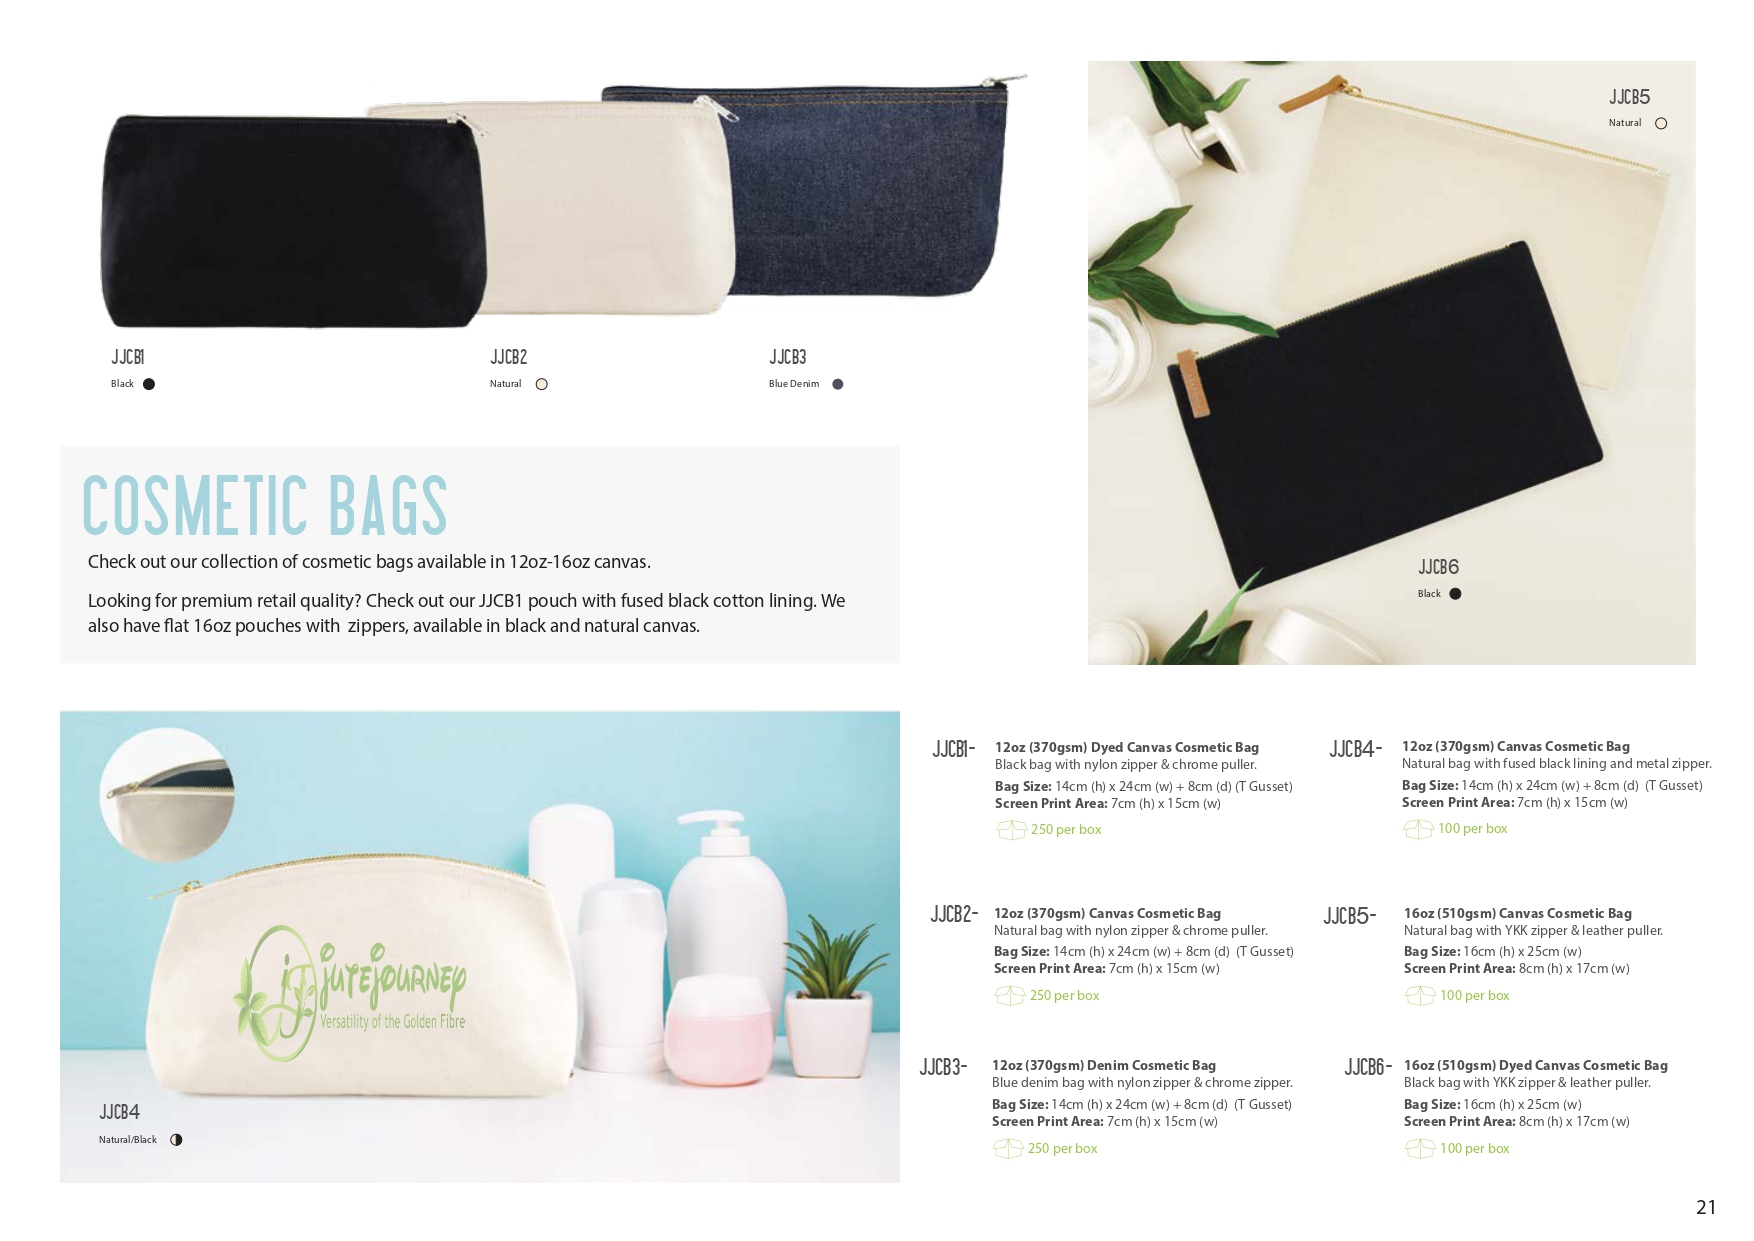 JJCB1
Black
JJCB2
Natural
JJCB3
Blue Denim
JJCB5
Natural
JJCB6
Black
COSMETIC BAGS
Check out our collection of cosmetic bags available in 12oz-16oz canvas.
Looking for premium retail quality? Check out our JJCB1 pouch with fused black cotton lining. We
also have flat 16oz pouches with  zippers, available in black and natural canvas.
jutejourney
Versatility of the Golden Fibre
JJCB4
Natural/Black
JJCB1- 12oz (370gsm) Dyed Canvas Cosmetic Bag
Black bag with nylon zipper & chrome puller.
Bag Size: 14cm (h) x 24cm (w) + 8cm (d) (T Gusset)
Screen Print Area: 7cm (h) x 15cm (w)
250 per box
JJCB2- 12oz (370gsm) Canvas Cosmetic Bag
Natural bag with nylon zipper & chrome puller.
Bag Size: 14cm (h) x 24cm (w) + 8cm (d)  (T Gusset)
Screen Print Area: 7cm (h) x 15cm (w)
250 per box
JJCB3- 12oz (370gsm) Denim Cosmetic Bag
Blue denim bag with nylon zipper & chrome zipper.
Bag Size: 14cm (h) x 24cm (w) + 8cm (d)  (T Gusset)
Screen Print Area: 7cm (h) x 15cm (w)
250 per box
JJCB4- 12oz (370gsm) Canvas Cosmetic Bag
Natural bag with fused black lining and metal zipper.
Bag Size: 14cm (h) x 24cm (w) + 8cm (d)  (T Gusset)
Screen Print Area: 7cm (h) x 15cm (w)
100 per box
JJCB5- 16oz (510gsm) Canvas Cosmetic Bag
Natural bag with YKK zipper & leather puller.
Bag Size: 16cm (h) x 25cm (w)
Screen Print Area: 8cm (h) x 17cm (w)
100 per box
JJCB6- 16oz (510gsm) Dyed Canvas Cosmetic Bag
Black bag with YKK zipper & leather puller.
Bag Size: 16cm (h) x 25cm (w)
Screen Print Area: 8cm (h) x 17cm (w)
100 per box
21